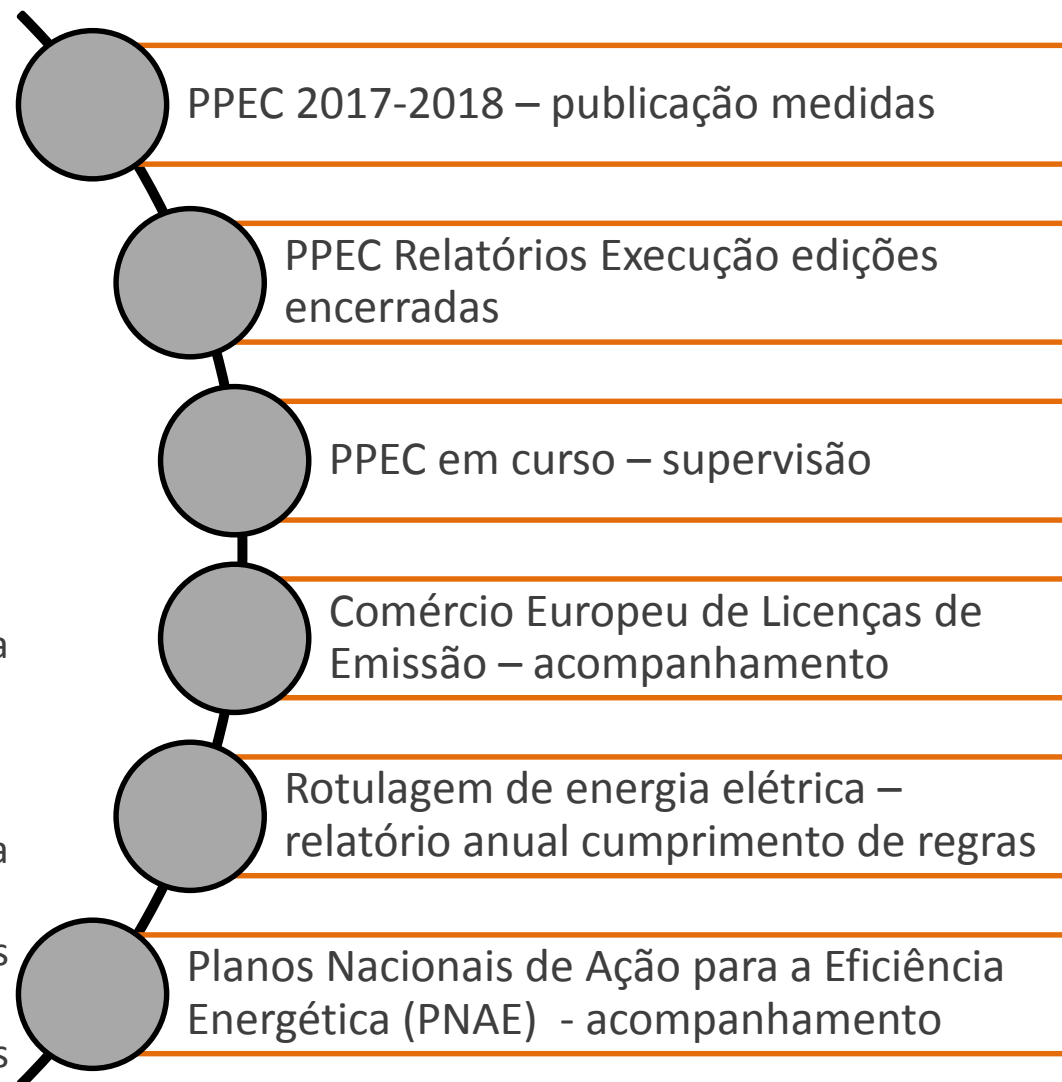 PPEC 2017-2018 – publicação medidas
PPEC Relatórios Execução edições
encerradas
PPEC em curso – supervisão
Comércio Europeu de Licenças de
Emissão – acompanhamento
Rotulagem de energia elétrica –
relatório anual cumprimento de regras
Planos Nacionais de Ação para a Eficiência
Energética (PNAE) - acompanhamento